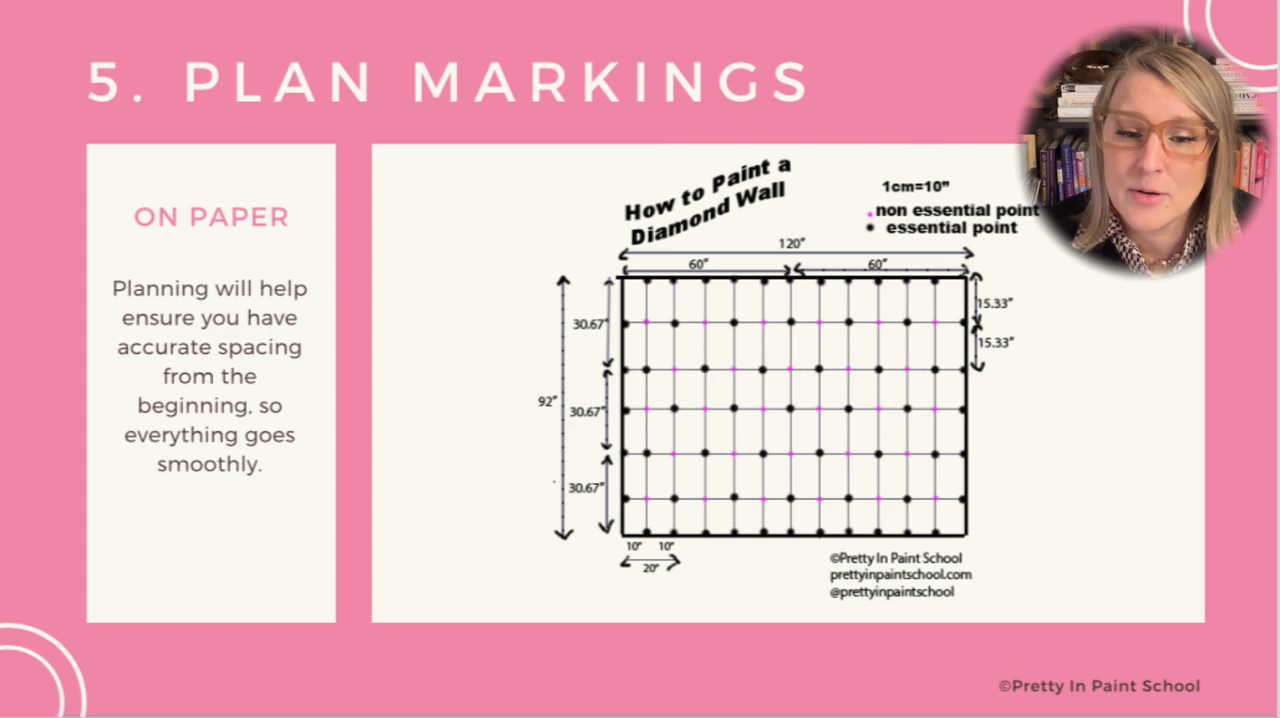 5. PLAN MARKINGS
ON PAPER
Planning will help
ensure you have
accurate spacing
from the
beginning, so
everything goes
smoothly.
How to Paint a
Diamond Wall
1cm=10"
non essential point
essential point
120"
60" 60"
15.33"
15.33"
30.67"
92"
30.67"
30.67"
10" 10"
20"
©Pretty In Paint School
prettyinpaintschool.com
@prettyinpaintschool
©Pretty In Paint School